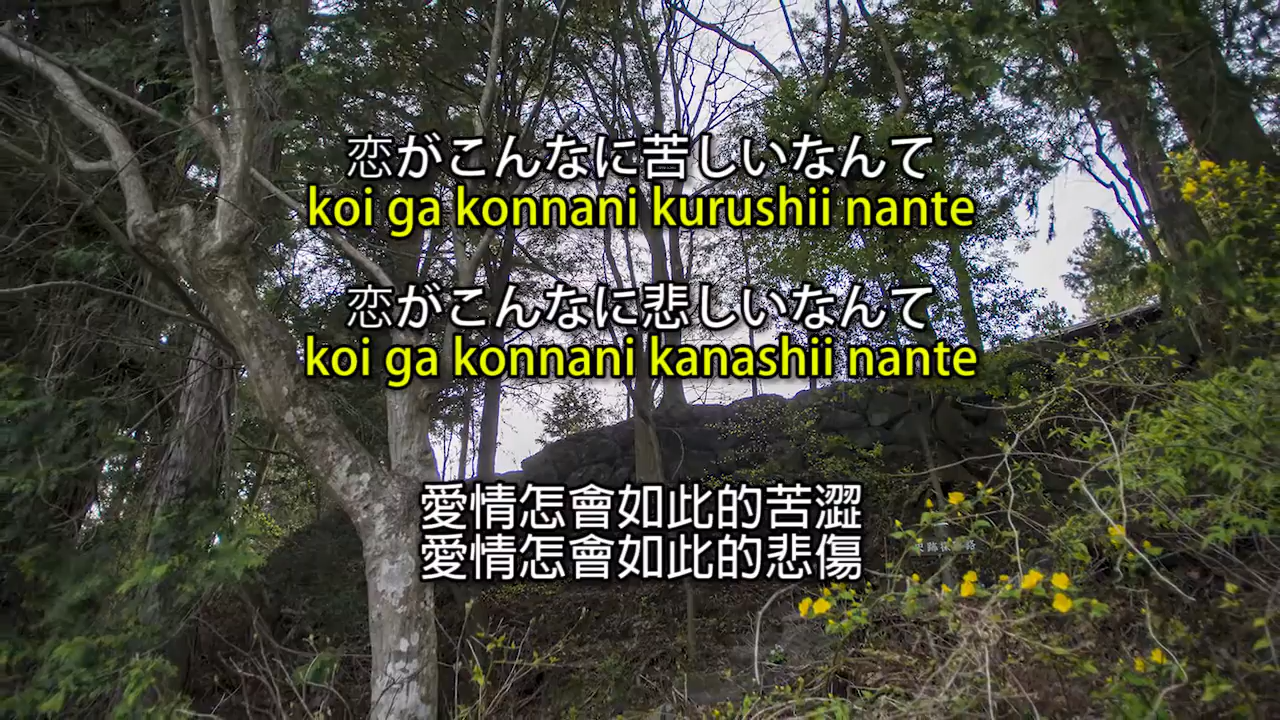 恋がこんなに苦しいなんて
koi ga konnani kurushii nante
恋がこんなに悲しいなんて
koi ga konnani kanashii nante
愛情怎會如此的苦澀
愛情怎會如此的悲傷